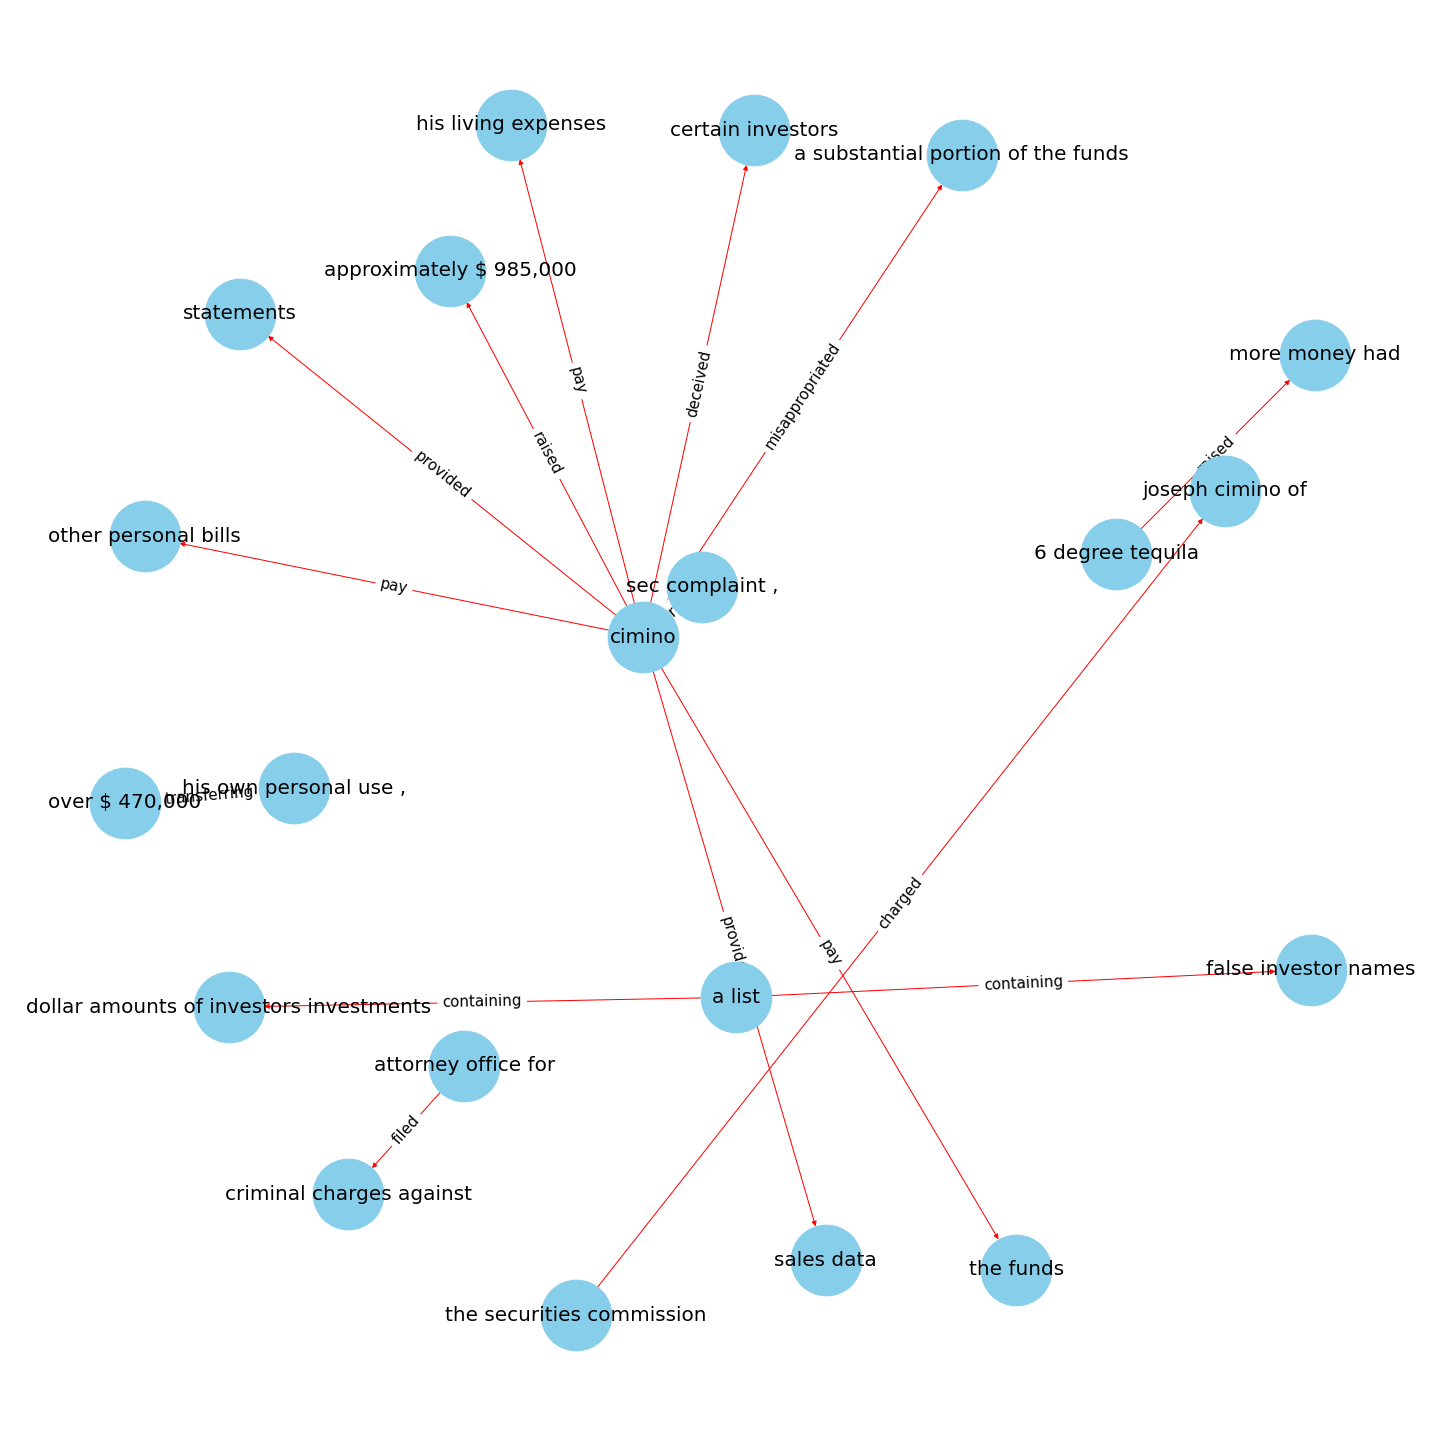 his living expenses
certain investors
a substantial portion of the funds
approximately $ 985,000
statements
more money had
pay
deceived
misappropriated
raised
provided
joseph cimino of
other personal bills
6 degree tequila
pay
sec complaint ,
cimino
his own personal use ,
transferring
over $ 470,000
charged
pay
false investor names
containing
a list
containing
dollar amounts of investors investments
attorney office for
filed
criminal charges against
sales data
the funds
the securities commission